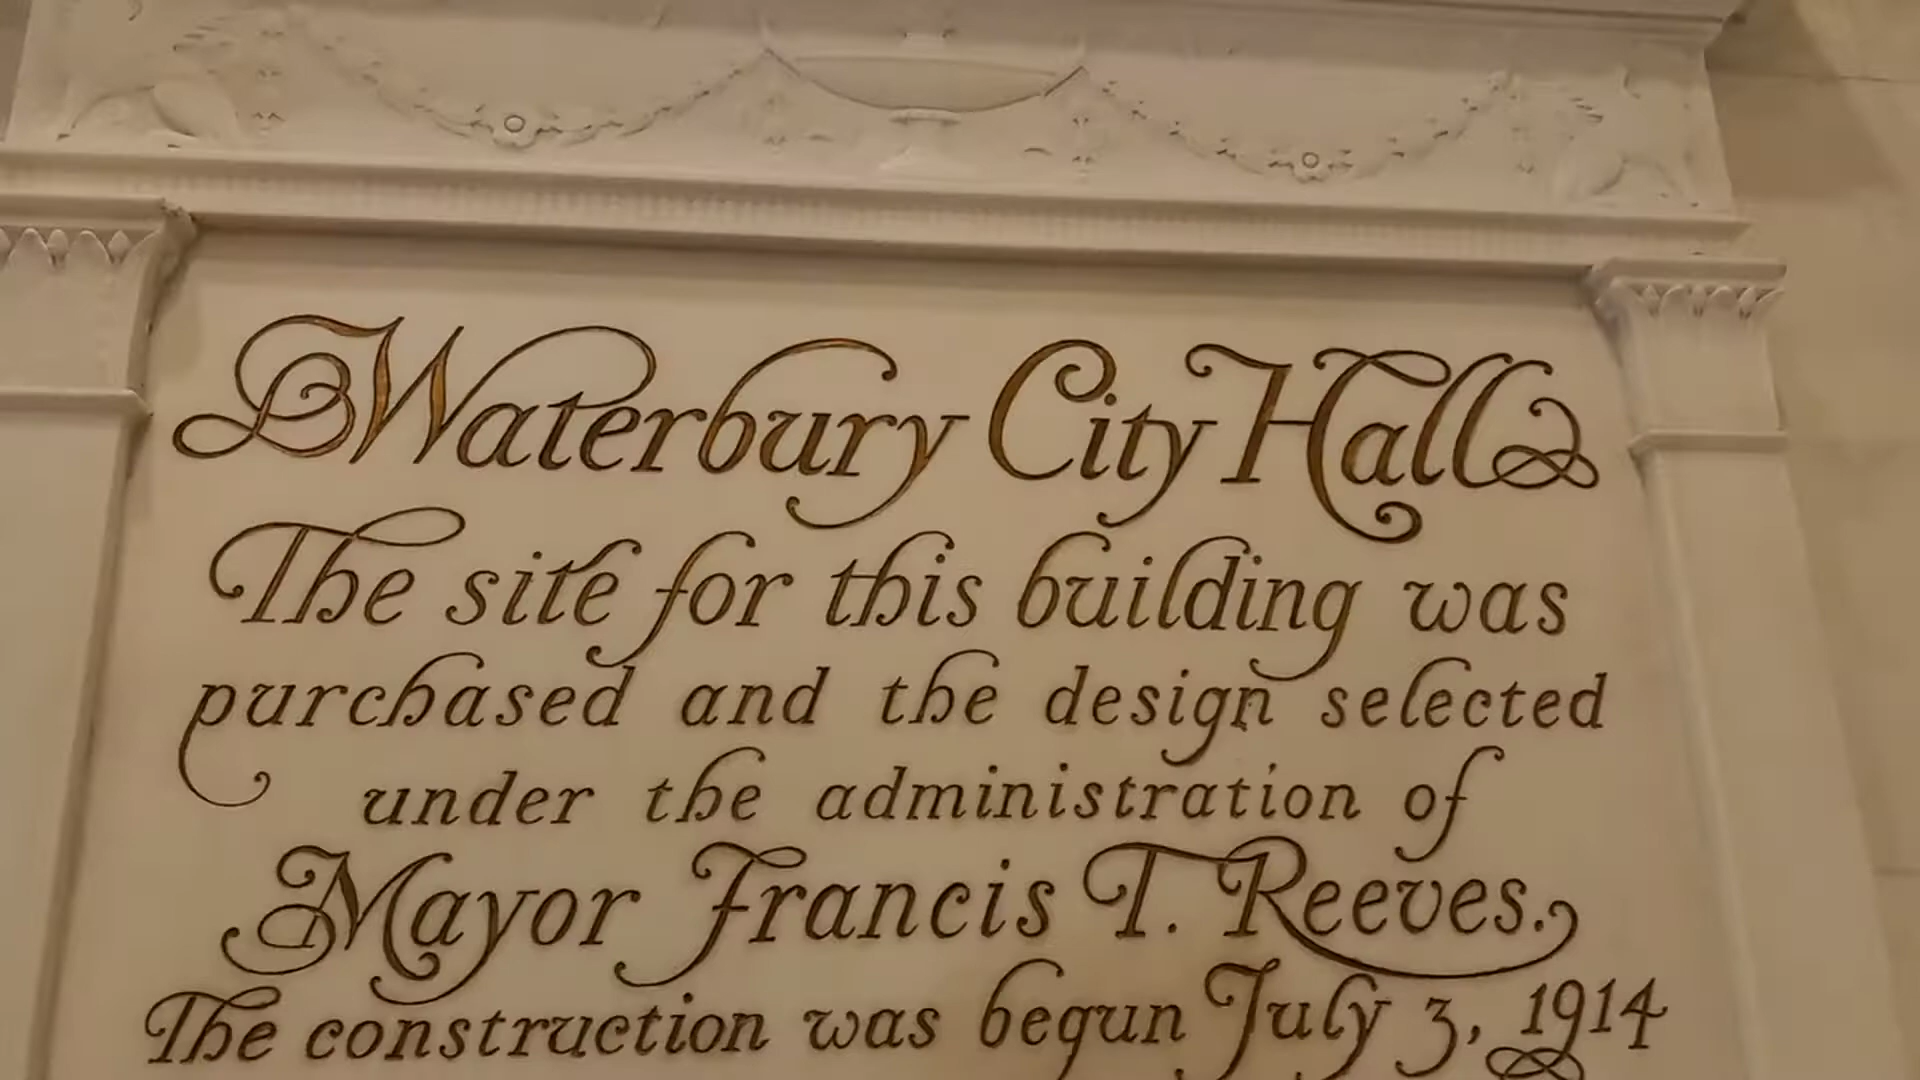 Waterbury City Hall
The site for this building was
purchased and the design selected
under the administration of
Mayor Francis T. Reeves.
The construction was begun July 3, 1914